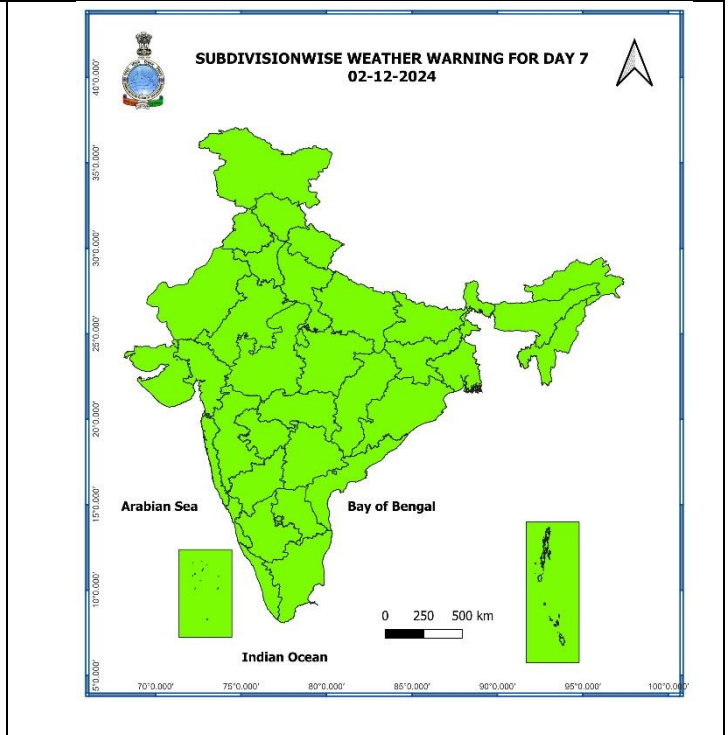 SUBDIVISIONWISE WEATHER WARNING FOR DAY 7
02-12-2024
40°0.000'
35°0.000'
30°0.000'
25°0.000'
20°0.000'
15°0.000'
10°0.000'
5°0.000'
Arabian Sea
Bay of Bengal
0 250 500 km
Indian Ocean
70°0.000' 75°0.000' 80°0.000' 85°0.000' 90°0.000' 95°0.000' 100°0.000'